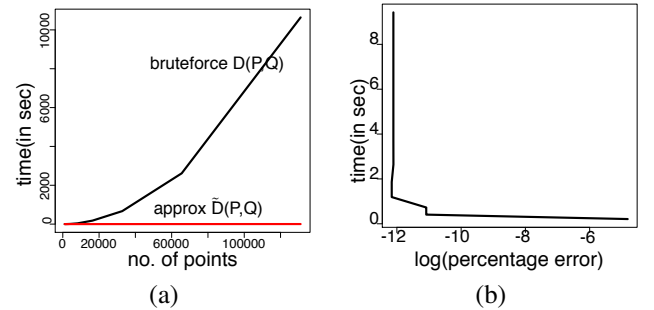 10000
6000
2000
0
time(in sec)
bruteforce D(P,Q)
approx D̃(P,Q)
0 20000 60000 100000
no. of points
(a)
8
6
4
2
0
time(in sec)
-12 -10 -8 -6
log(percentage error)
(b)